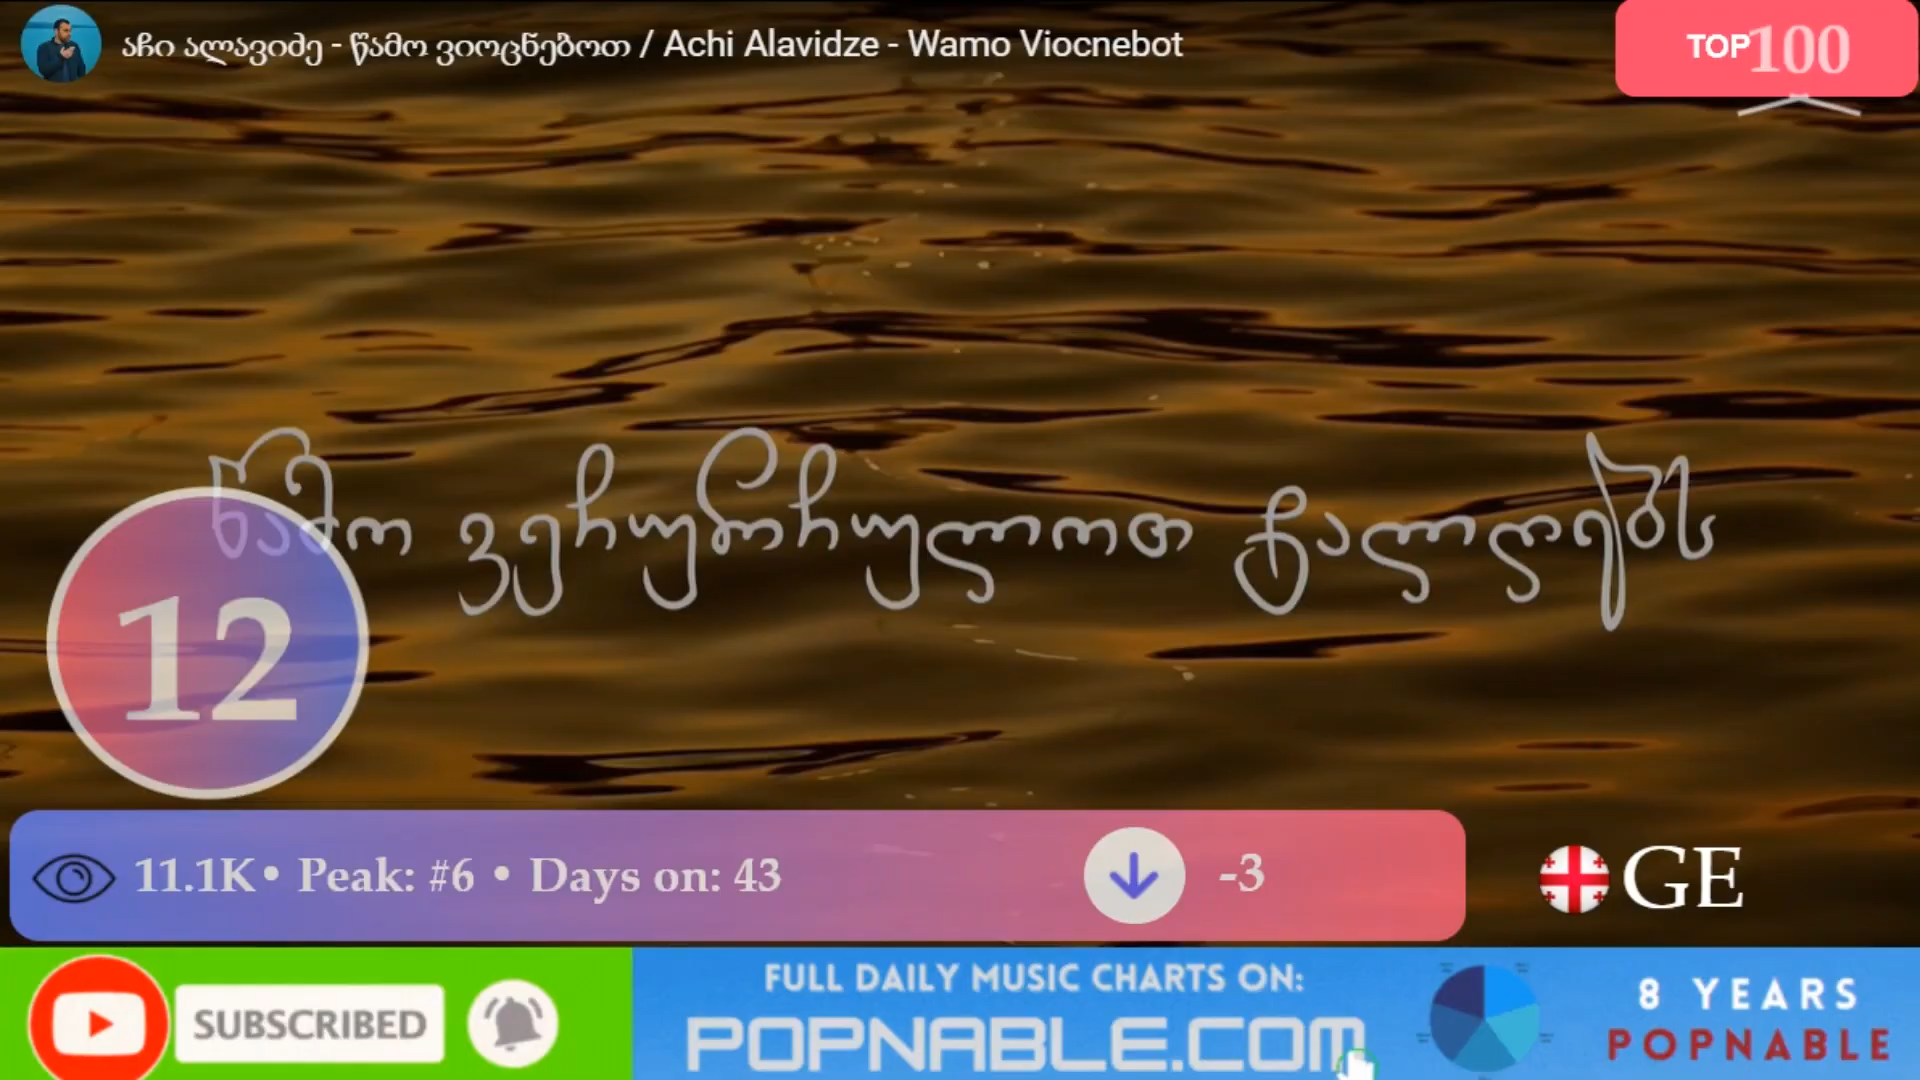 აჩი ალავიძე - წამო ვიოცნებოთ / Achi Alavidze - Wamo Viocnebot
TOP100
წამო ვეჩურჩულოთ ტალღებს
12
11.1K • Peak: #6 • Days on: 43
-3
GE
SUBSCRIBED
FULL DAILY MUSIC CHARTS ON:
POPNABLE.COM
8 YEARS
POPNABLE